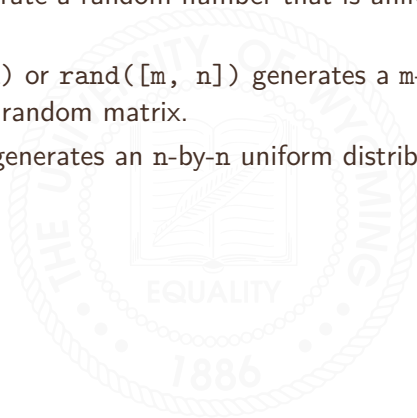 rate a random number that is
) or rand([m, n]) generates a m-
random matrix.
generates an n-by-n uniform distrib
THE UNIVERSITY OF WYOMING
EQUALITY
1886